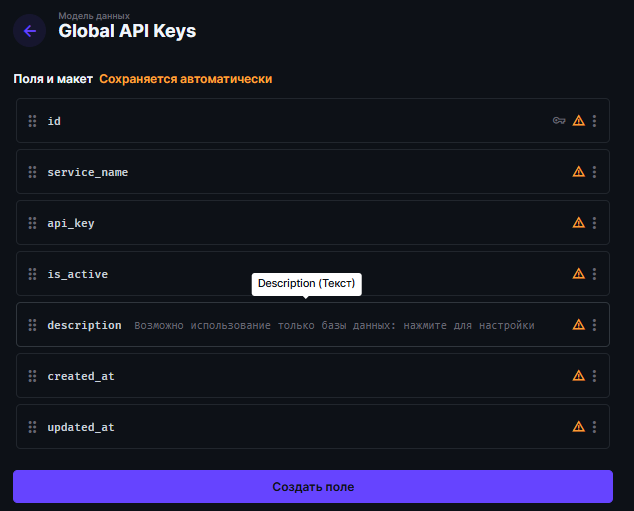 Модель данных
Global API Keys
Поля и макет Сохраняется автоматически
id
service_name
api_key
is_active
Description (Текст)
description Возможно использование только базы данных: нажмите для настройки
created_at
updated_at
Создать поле